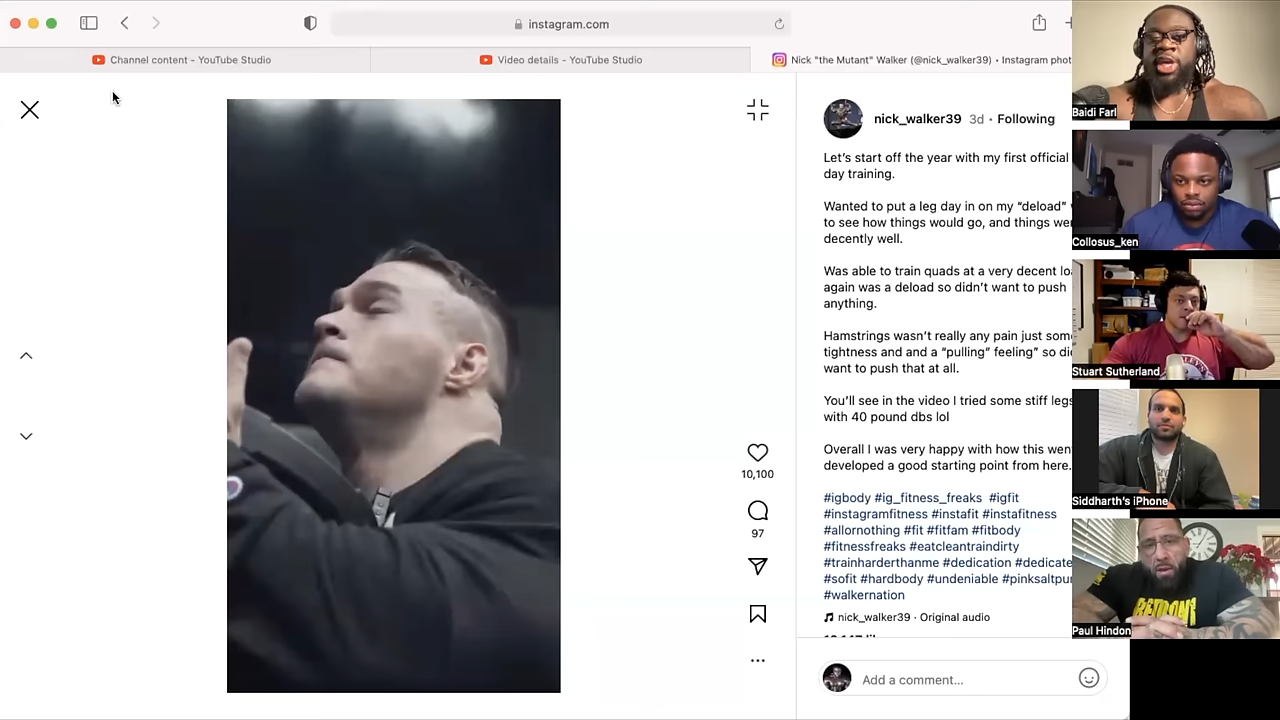 instagram.com
Channel content - YouTube Studio
Video details - YouTube Studio
Nick "the Mutant" Walker (@nick_walker39) • Instagram phot
nick_walker39 3d • Following
Let's start off the year with my first official
day training.
Wanted to put a leg day in on my “deload”
to see how things would go, and things we
decently well.
Was able to train quads at a very decent lo
again was a deload so didn't want to push
anything.
Hamstrings wasn't really any pain just som
tightness and and a “pulling” feeling” so di
want to push that at all.
You'll see in the video I tried some stiff legs
with 40 pound dbs lol
Overall I was very happy with how this wen
developed a good starting point from here.
#igbody #ig_fitness_freaks #igfit
#instagramfitness #instafit #instafitness
#allornothing #fit #fitfam #fitbody
#fitnessfreaks #eatcleantraindirty
#trainharderthanme #dedication #dedicate
#sofit #hardbody #undeniable #pinksaltpu
#walkernation
nick_walker39 · Original audio
Add a comment...
10,100
97
Baidi Farl
Collosus_ken
Stuart Sutherland
Siddharth's iPhone
Paul Hindon